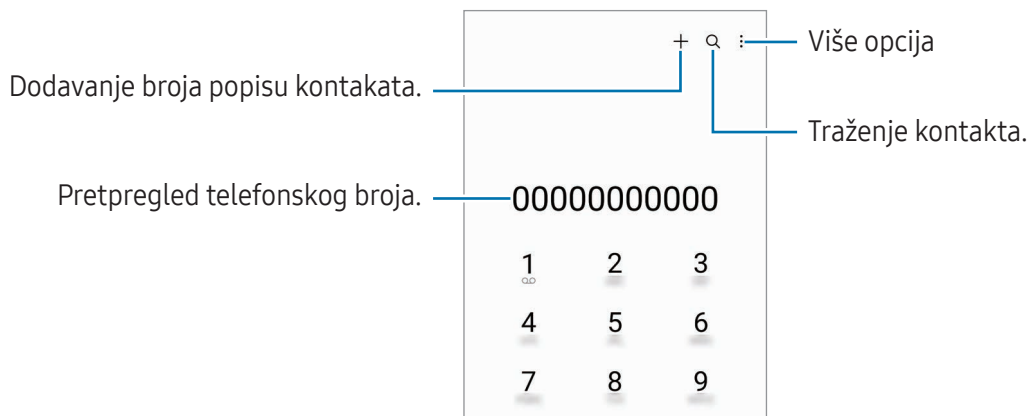 Više opcija
Dodavanje broja popisu kontakata.
Traženje kontakta.
Pretpregled telefonskog broja.
00000000000
1 2 3
4 5 6
7 8 9